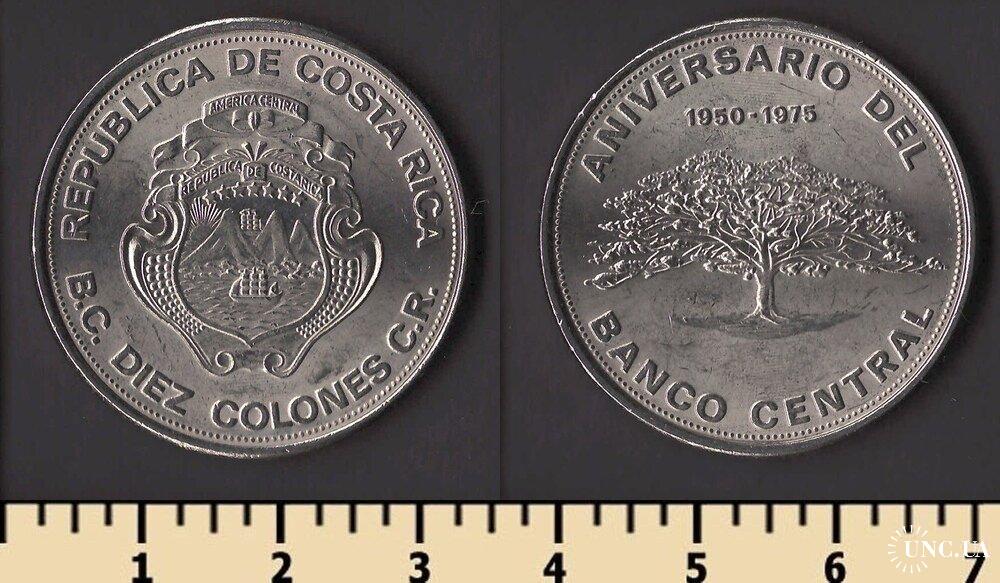 REPUBLICA DE COSTA RICA
AMERICA CENTRAL
REPUBLICA DE COSTA RICA
B.C. DIEZ COLONES C.R.
ANIVERSARIO DEL
1950-1975
BANCO CENTRAL
1 2 3 4 5 6 7
UNC.UA